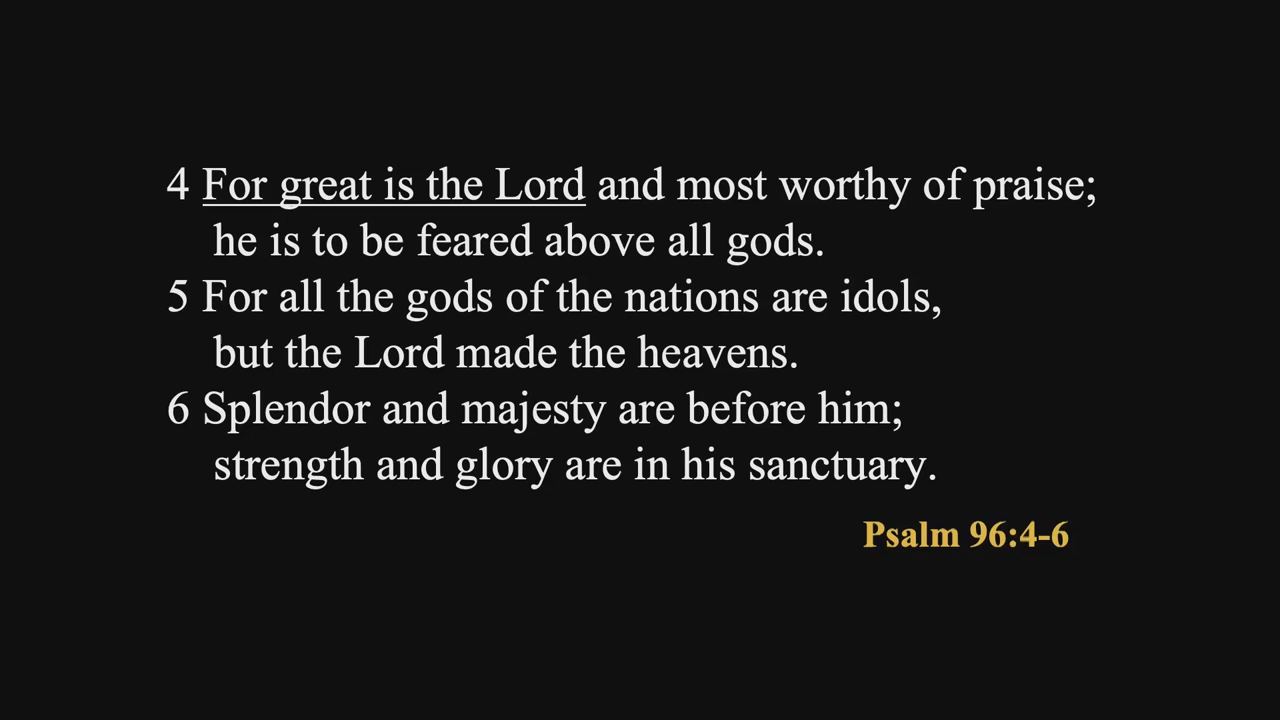 4 For great is the Lord and most worthy of praise;
he is to be feared above all gods.
5 For all the gods of the nations are idols,
but the Lord made the heavens.
6 Splendor and majesty are before him;
strength and glory are in his sanctuary.
Psalm 96:4-6